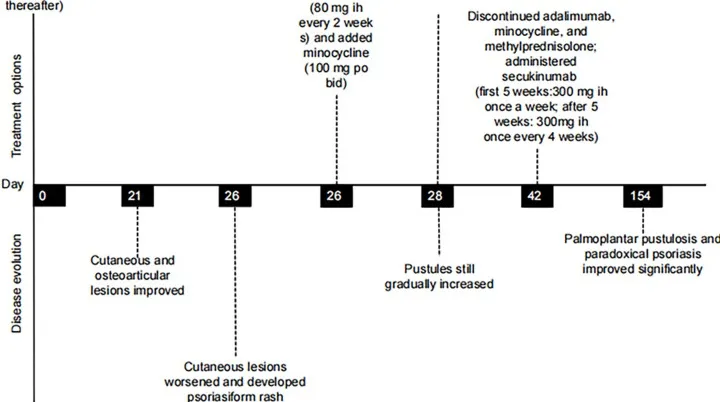 thereafter)
(80 mg ih
every 2 week
s) and added
minocycline
(100 mg po
bid)
Discontinued adalimumab,
minocycline, and
methylprednisolone;
administered
secukinumab
(first 5 weeks:300 mg ih
once a week; after 5
weeks: 300mg ih
once every 4 weeks)
Treatment options
Day
0
21
26
26
28
42
154
Disease evolution
Cutaneous and
osteoarticular
lesions improved
Cutaneous lesions
worsened and developed
psoriasiform rash
Pustules still
gradually increased
Palmoplantar pustulosis and
paradoxical psoriasis
improved significantly